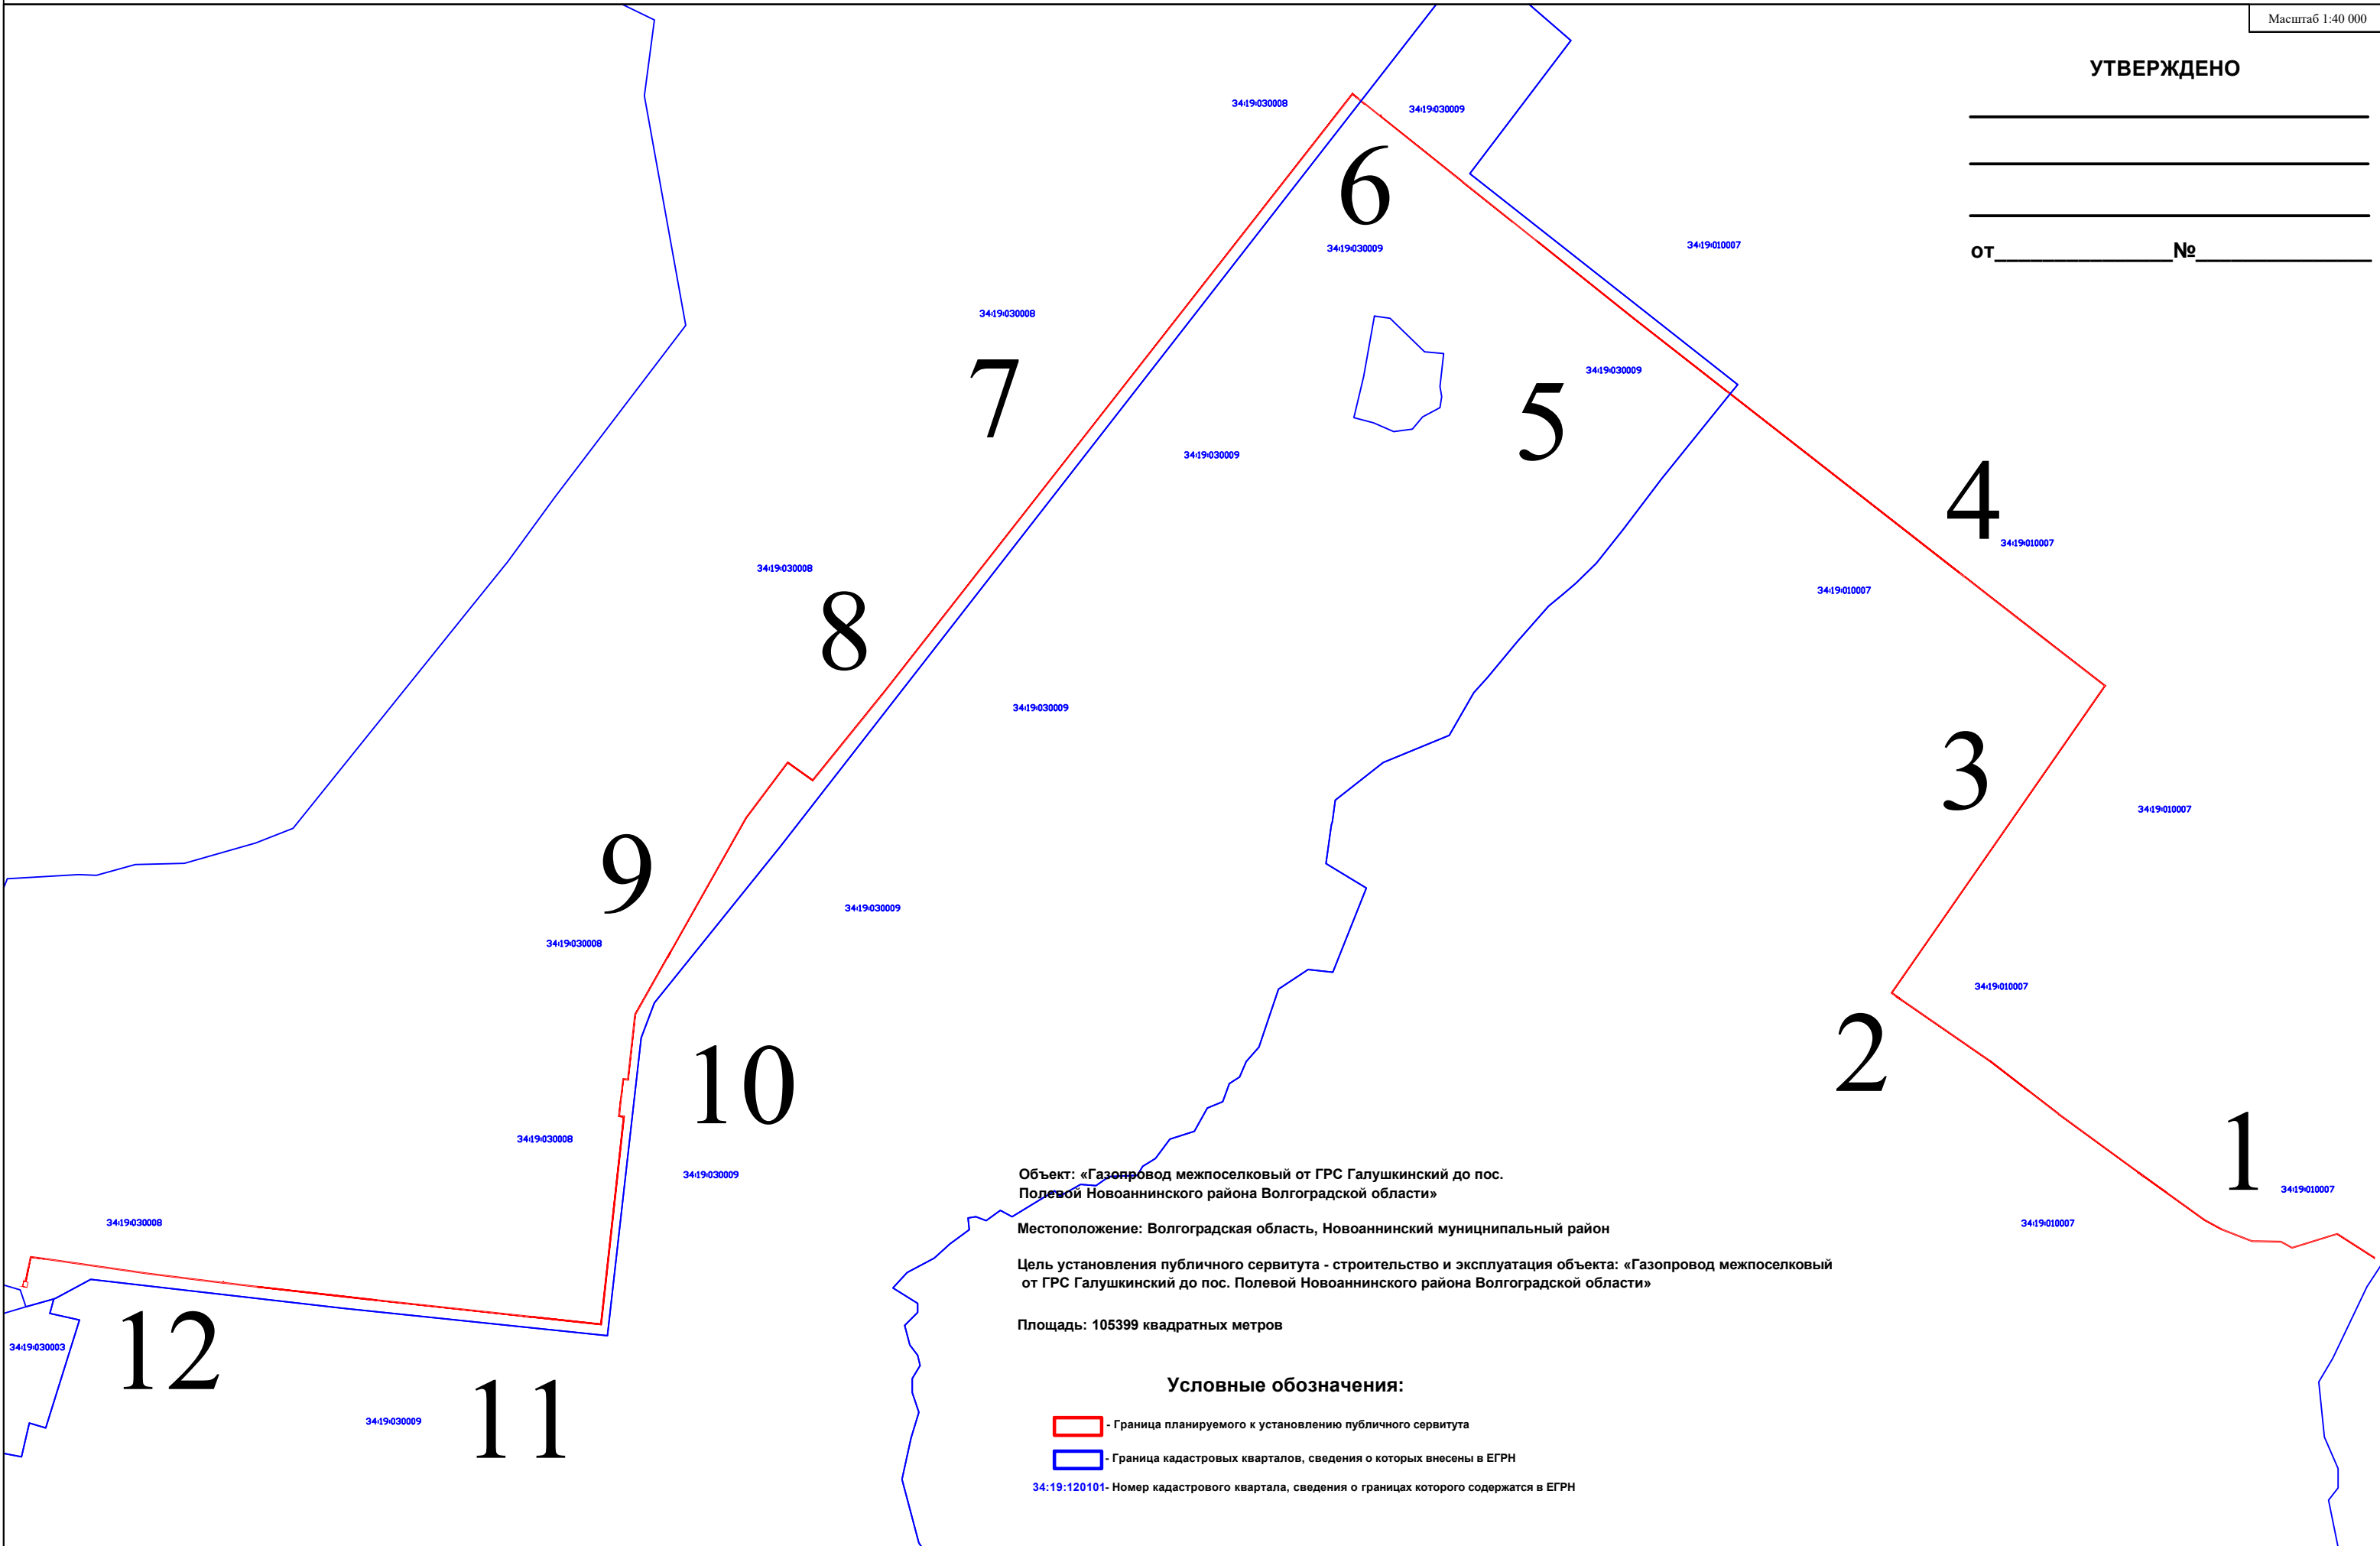 Масштаб 1:40 000
УТВЕРЖДЕНО
от_______________№_______________
34:19:030008
34:19:030009
6
34:19:030009
34:19:010007
34:19:030008
7
34:19:030009
5
34:19:030009
4
34:19:010007
34:19:030008
8
34:19:010007
34:19:030009
3
34:19:010007
9
34:19:030009
34:19:030008
34:19:010007
2
10
34:19:030008
34:19:030009
1
34:19:010007
34:19:030008
34:19:010007
Объект: «Газопровод межпоселковый от ГРС Галушкинский до пос.
Полевой Новоаннинского района Волгоградской области»
Местоположение: Волгоградская область, Новоаннинский муницнипальный район
Цель установления публичного сервитута - строительство и эксплуатация объекта: «Газопровод межпоселковый
от ГРС Галушкинский до пос. Полевой Новоаннинского района Волгоградской области»
Площадь: 105399 квадратных метров
34:19:030003
12
11
34:19:030009
Условные обозначения:
- Граница планируемого к установлению публичного сервитута
- Граница кадастровых кварталов, сведения о которых внесены в ЕГРН
34:19:120101- Номер кадастрового квартала, сведения о границах которого содержатся в ЕГРН